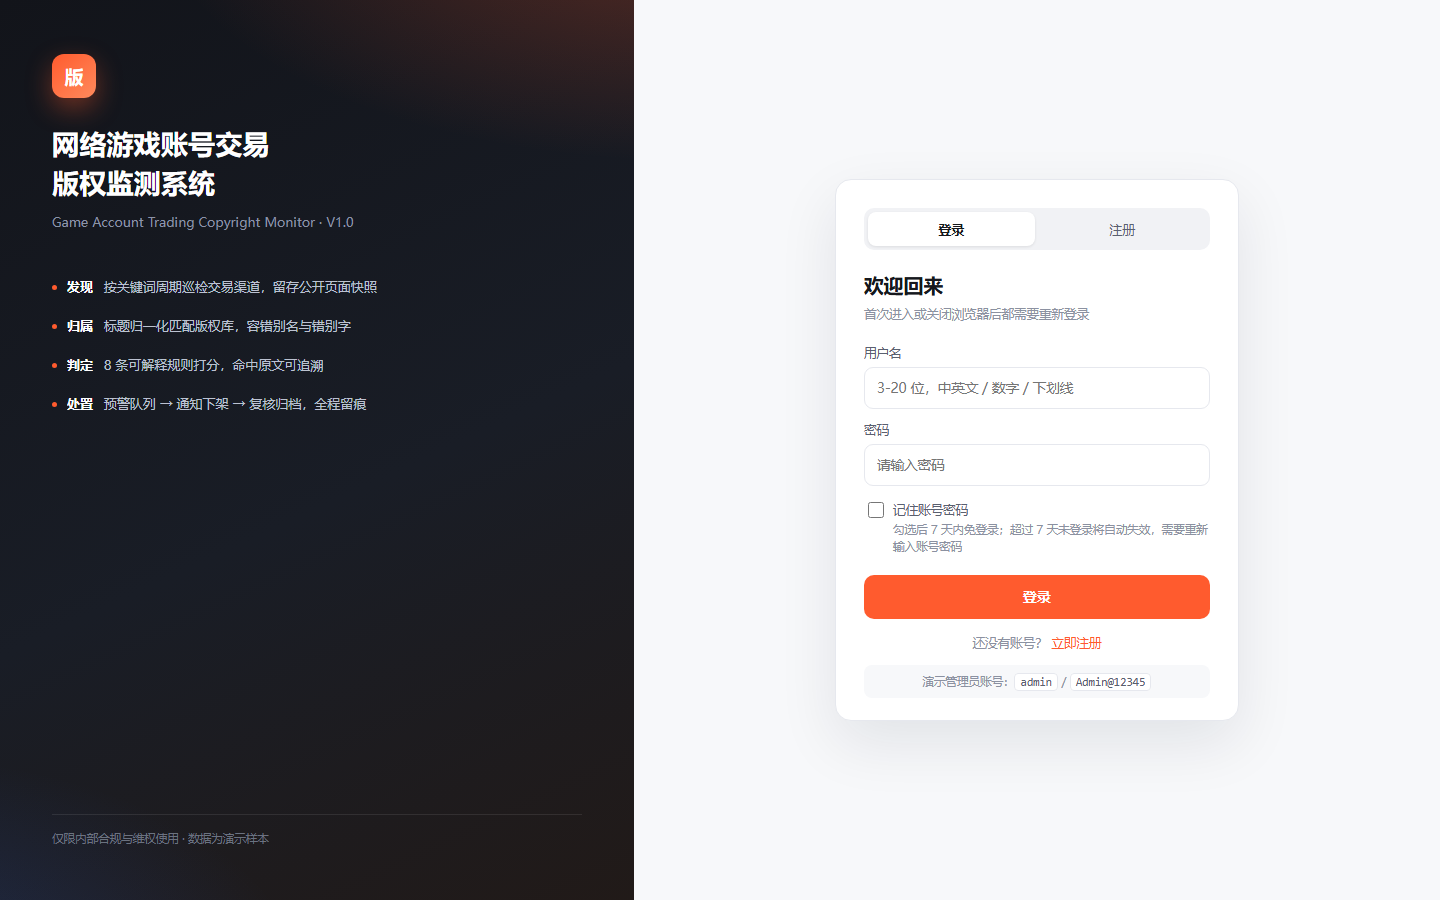 版
网络游戏账号交易
版权监测系统
Game Account Trading Copyright Monitor · V1.0
• 发现 按关键词周期巡检交易渠道，留存公开页面快照
• 归属 标题归一化匹配版权库，容错别名与错别字
• 判定 8 条可解释规则打分，命中原文可追溯
• 处置 预警队列 → 通知下架 → 复核归档，全程留痕
仅限内部合规与维权使用 · 数据为演示样本
登录 注册
欢迎回来
首次进入或关闭浏览器后都需要重新登录
用户名
3-20 位，中英文 / 数字 / 下划线
密码
请输入密码
记住账号密码
勾选后 7 天内免登录；超过 7 天未登录将自动失效，需要重新
输入账号密码
登录
还没有账号？ 立即注册
演示管理员账号： admin / Admin@12345